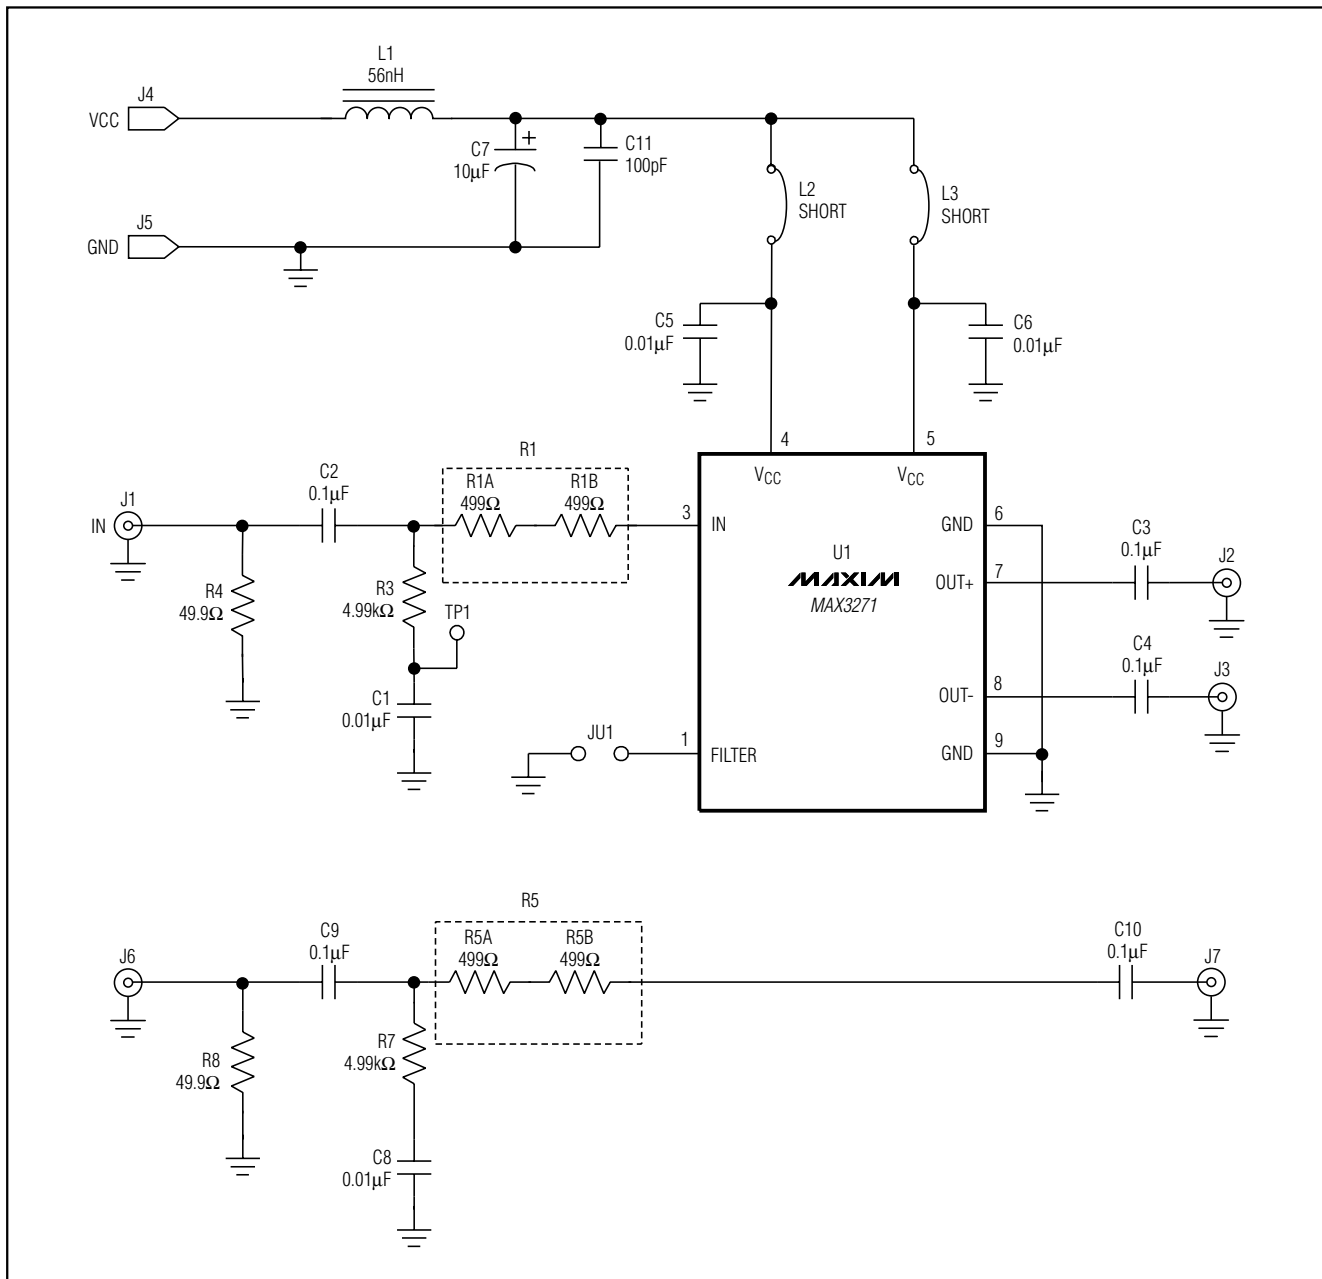 L1
56nH
J4
VCC
C7
10μF
+
C11
100pF
L2
SHORT
L3
SHORT
J5
GND
C5
0.01μF
C6
0.01μF
4
5
VCC
VCC
R1
C2
0.1μF
R1A
499Ω
R1B
499Ω
J1
IN
3
IN
GND
6
R4
49.9Ω
R3
4.99kΩ
TP1
U1
MAXIM
MAX3271
OUT+
7
C3
0.1μF
J2
C4
0.1μF
J3
OUT-
8
C1
0.01μF
JU1
1
FILTER
GND
9
R5
C9
0.1μF
R5A
499Ω
R5B
499Ω
C10
0.1μF
J6
J7
R8
49.9Ω
R7
4.99kΩ
C8
0.01μF